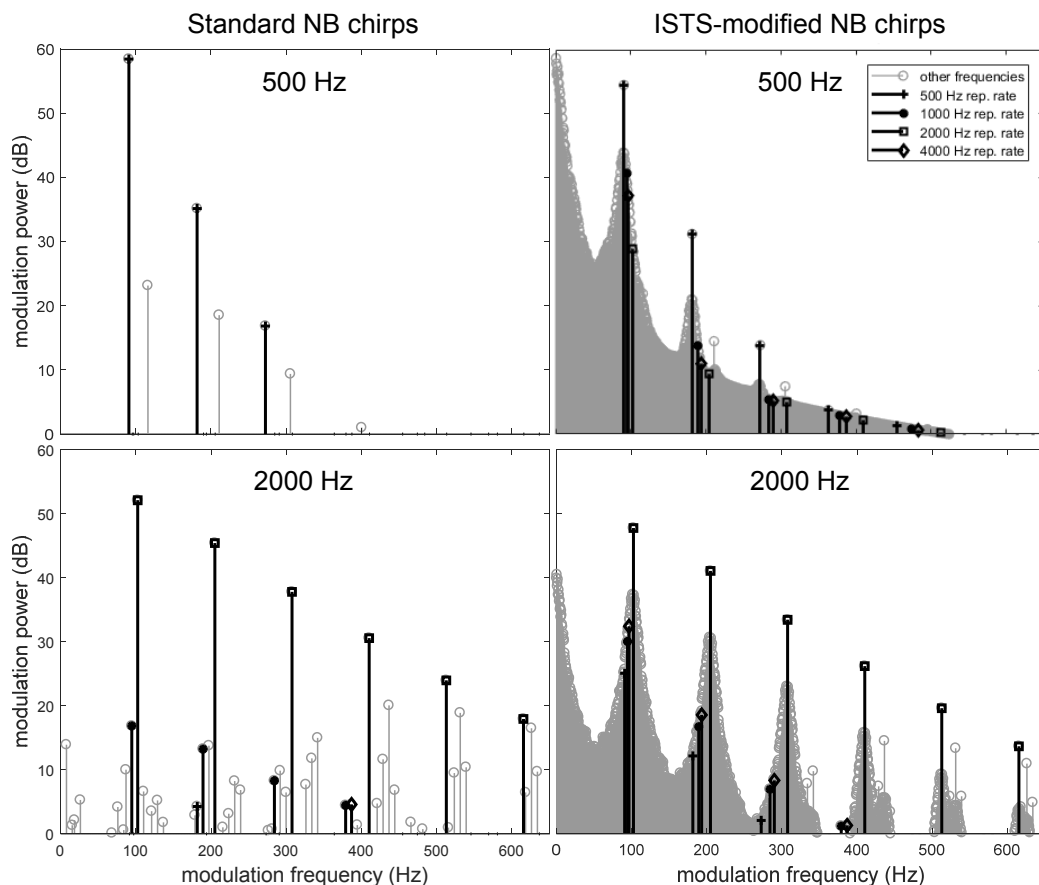 Standard NB chirps
ISTS-modified NB chirps
60
50
40
30
20
10
0
modulation power (dB)
500 Hz
500 Hz
other frequencies
500 Hz rep. rate
1000 Hz rep. rate
2000 Hz rep. rate
4000 Hz rep. rate
60
50
40
30
20
10
0
modulation power (dB)
2000 Hz
2000 Hz
0 100 200 300 400 500 600
0 100 200 300 400 500 600
modulation frequency (Hz)
modulation frequency (Hz)